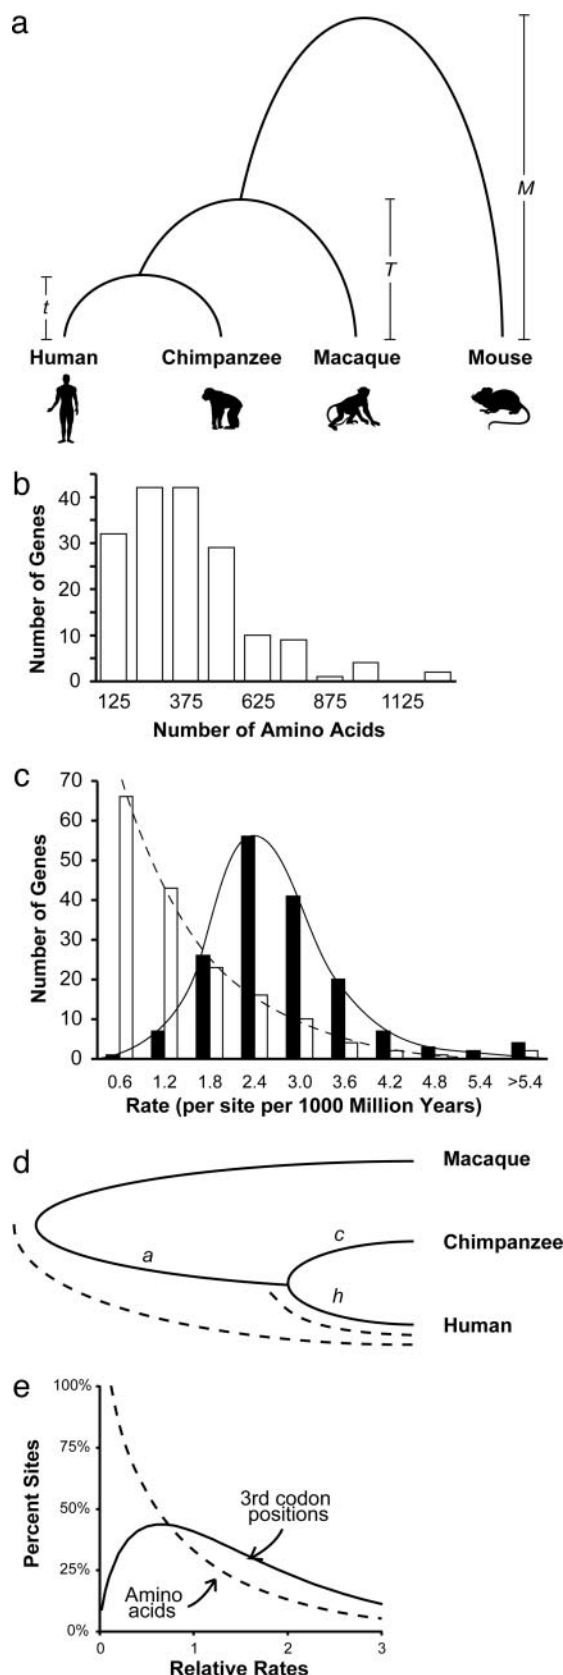 a
M
T
t
Human Chimpanzee Macaque Mouse
b
Number of Genes
40
30
20
10
0
125 375 625 875 1125
Number of Amino Acids
c
Number of Genes
70
60
50
40
30
20
10
0
0.6 1.2 1.8 2.4 3.0 3.6 4.2 4.8 5.4 >5.4
Rate (per site per 1000 Million Years)
d
Macaque
c
Chimpanzee
a
h
Human
e
Percent Sites
100%
75%
50%
25%
0%
3rd codon
positions
Amino
acids
0 1 2 3
Relative Rates